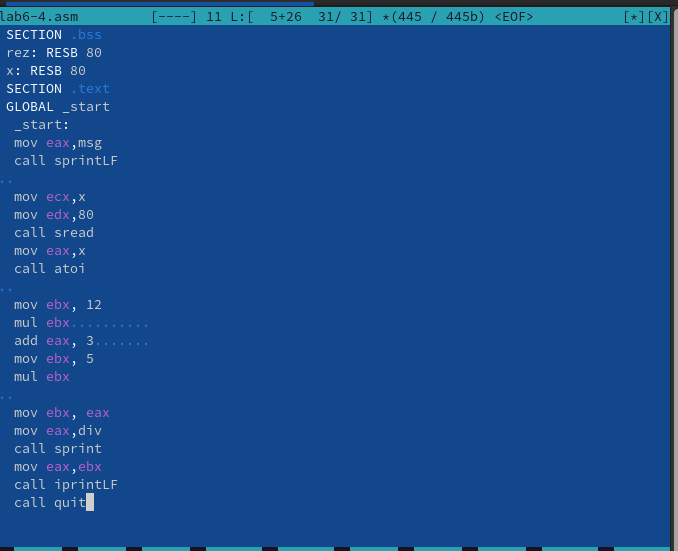 lab6-4.asm [----] 11 L:[ 5+26 31/ 31] *(445 / 445b) <EOF> [*][X]
SECTION .bss
rez: RESB 80
x: RESB 80
SECTION .text
GLOBAL _start
_start:
mov eax,msg
call sprintLF
..
mov ecx,x
mov edx,80
call sread
mov eax,x
call atoi
..
mov ebx, 12
mul ebx..........
add eax, 3.......
mov ebx, 5
mul ebx
..
mov ebx, eax
mov eax,div
call sprint
mov eax,ebx
call iprintLF
call quit